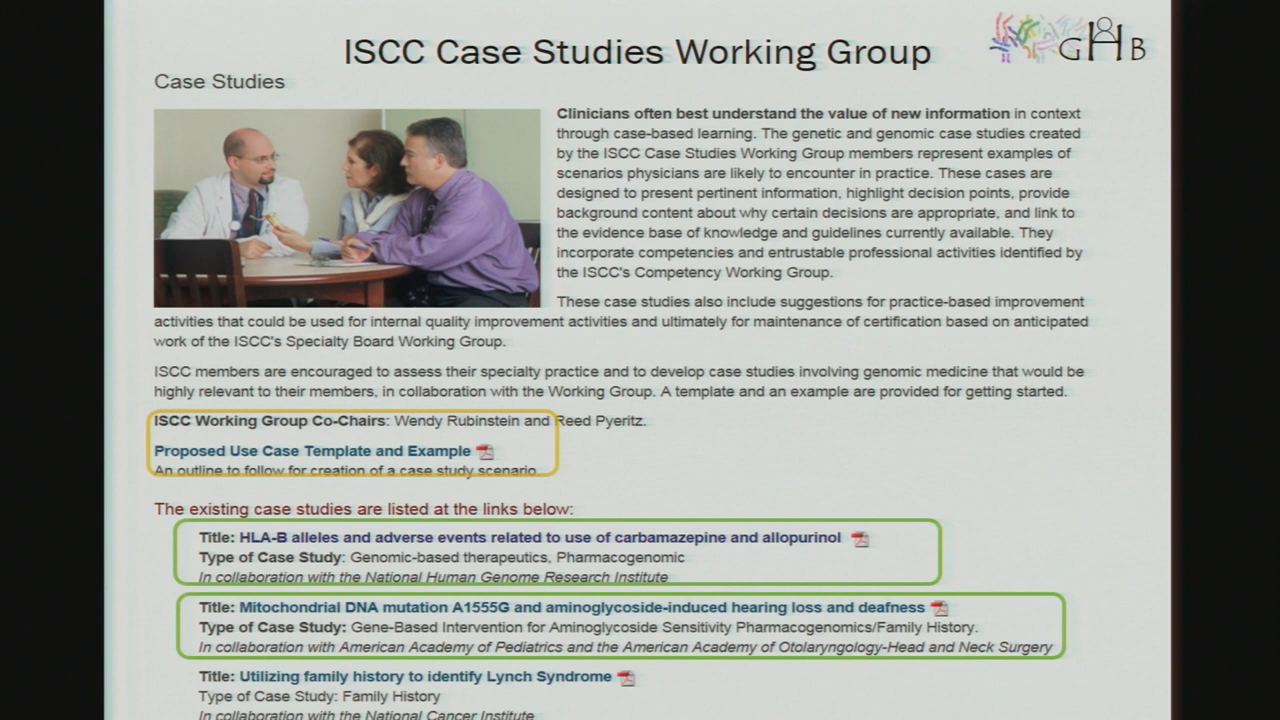 ISCC Case Studies Working Group
GHB
Case Studies
Clinicians often best understand the value of new information in context
through case-based learning. The genetic and genomic case studies created
by the ISCC Case Studies Working Group members represent examples of
scenarios physicians are likely to encounter in practice. These cases are
designed to present pertinent information, highlight decision points, provide
background content about why certain decisions are appropriate, and link to
the evidence base of knowledge and guidelines currently available. They
incorporate competencies and entrustable professional activities identified by
the ISCC's Competency Working Group.
These case studies also include suggestions for practice-based improvement
activities that could be used for internal quality improvement activities and ultimately for maintenance of certification based on anticipated
work of the ISCC's Specialty Board Working Group.
ISCC members are encouraged to assess their specialty practice and to develop case studies involving genomic medicine that would be
highly relevant to their members, in collaboration with the Working Group. A template and an example are provided for getting started.
ISCC Working Group Co-Chairs: Wendy Rubinstein and Reed Pyeritz.
Proposed Use Case Template and Example
An outline to follow for creation of a case study scenario.
The existing case studies are listed at the links below:
Title: HLA-B alleles and adverse events related to use of carbamazepine and allopurinol
Type of Case Study: Genomic-based therapeutics, Pharmacogenomic
In collaboration with the National Human Genome Research Institute
Title: Mitochondrial DNA mutation A1555G and aminoglycoside-induced hearing loss and deafness
Type of Case Study: Gene-Based Intervention for Aminoglycoside Sensitivity Pharmacogenomics/Family History.
In collaboration with American Academy of Pediatrics and the American Academy of Otolaryngology-Head and Neck Surgery
Title: Utilizing family history to identify Lynch Syndrome
Type of Case Study: Family History
In collaboration with the National Cancer Institute